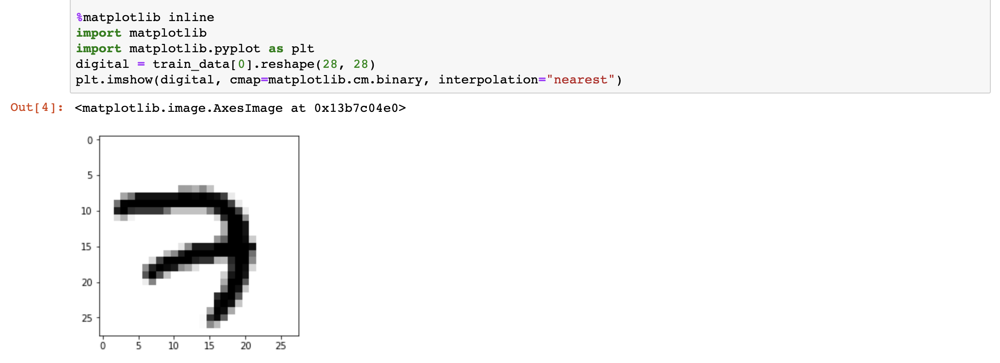 %matplotlib inline
import matplotlib
import matplotlib.pyplot as plt
digital = train_data[0].reshape(28, 28)
plt.imshow(digital, cmap=matplotlib.cm.binary, interpolation="nearest")
Out[4]: <matplotlib.image.AxesImage at 0x13b7c04e0>
0
5
10
15
20
25
0 5 10 15 20 25